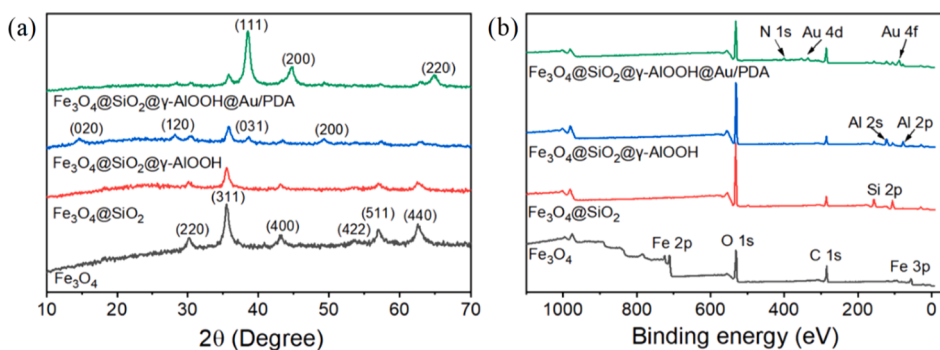 (a)
(111)
(200)
(220)
Fe₃O₄@SiO₂@γ-AlOOH@Au/PDA
(020)
(120)
(031)
(200)
Fe₃O₄@SiO₂@γ-AlOOH
Fe₃O₄@SiO₂
(311)
(220)
(400)
(422)
(511)
(440)
Fe₃O₄
10 20 30 40 50 60 70
2θ (Degree)
(b)
N 1s
Au 4d
Au 4f
Fe₃O₄@SiO₂@γ-AlOOH@Au/PDA
Al 2s
Al 2p
Fe₃O₄@SiO₂@γ-AlOOH
Si 2p
Fe₃O₄@SiO₂
Fe₃O₄
Fe 2p
O 1s
C 1s
Fe 3p
1000 800 600 400 200 0
Binding energy (eV)